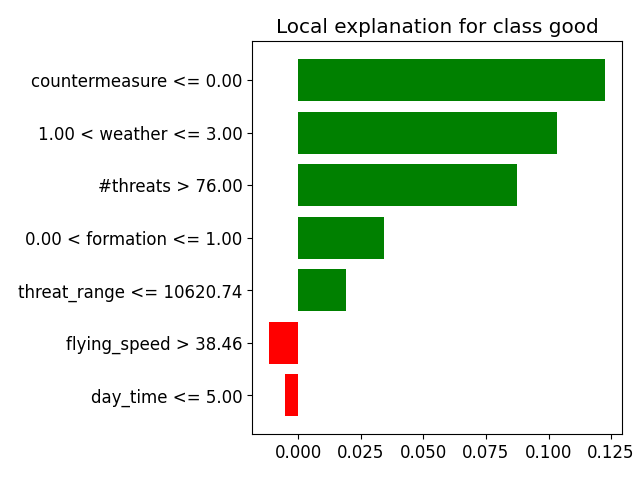 Local explanation for class good
countermeasure <= 0.00
1.00 < weather <= 3.00
#threats > 76.00
0.00 < formation <= 1.00
threat_range <= 10620.74
flying_speed > 38.46
day_time <= 5.00
0.000 0.025 0.050 0.075 0.100 0.125